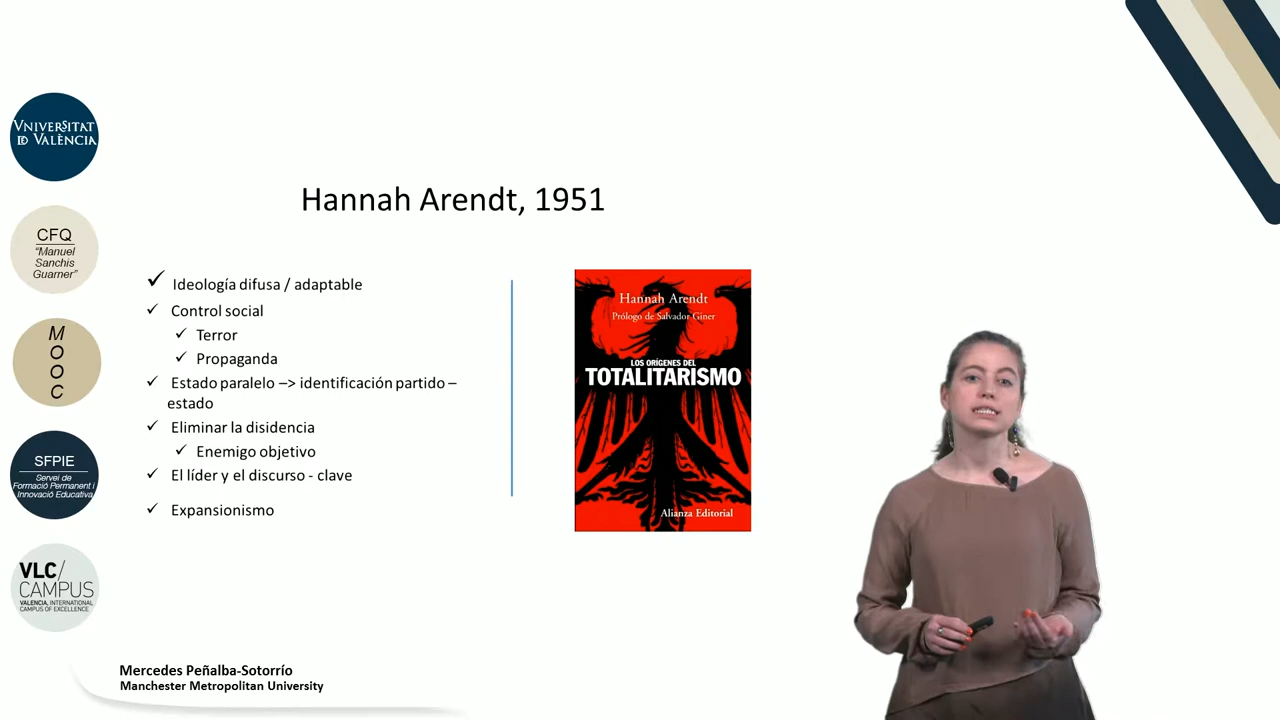 VNIVERSITAT
ID VALÈNCIA
CFQ
"Manuel
Sanchis
Guarner"
M
O
O
C
SFPIE
Servei de
Formació Permanent i
Innovació Educativa
VLC/
CAMPUS
VALENCIA, INTERNATIONAL
CAMPUS OF EXCELLENCE
Hannah Arendt, 1951
✓ Ideología difusa / adaptable
✓ Control social
✓ Terror
✓ Propaganda
✓ Estado paralelo –> identificación partido –
estado
✓ Eliminar la disidencia
✓ Enemigo objetivo
✓ El líder y el discurso - clave
✓ Expansionismo
Hannah Arendt
Prólogo de Salvador Giner
LOS ORÍGENES DEL
TOTALITARISMO
Alianza Editorial
Mercedes Peñalba-Sotorrío
Manchester Metropolitan University